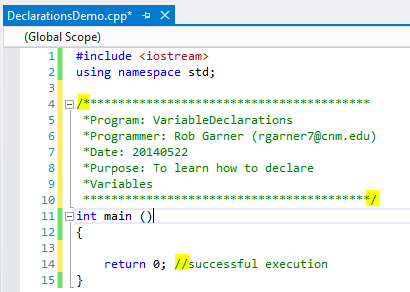 DeclarationsDemo.cpp*
(Global Scope)
1 #include <iostream>
2 using namespace std;
3
4 /*****************************************
5 *Program: VariableDeclarations
6 *Programmer: Rob Garner (rgarner7@cnm.edu)
7 *Date: 20140522
8 *Purpose: To learn how to declare
9 *Variables
10 *****************************************/
11 int main ()
12 {
13
14 return 0; //successful execution
15 }